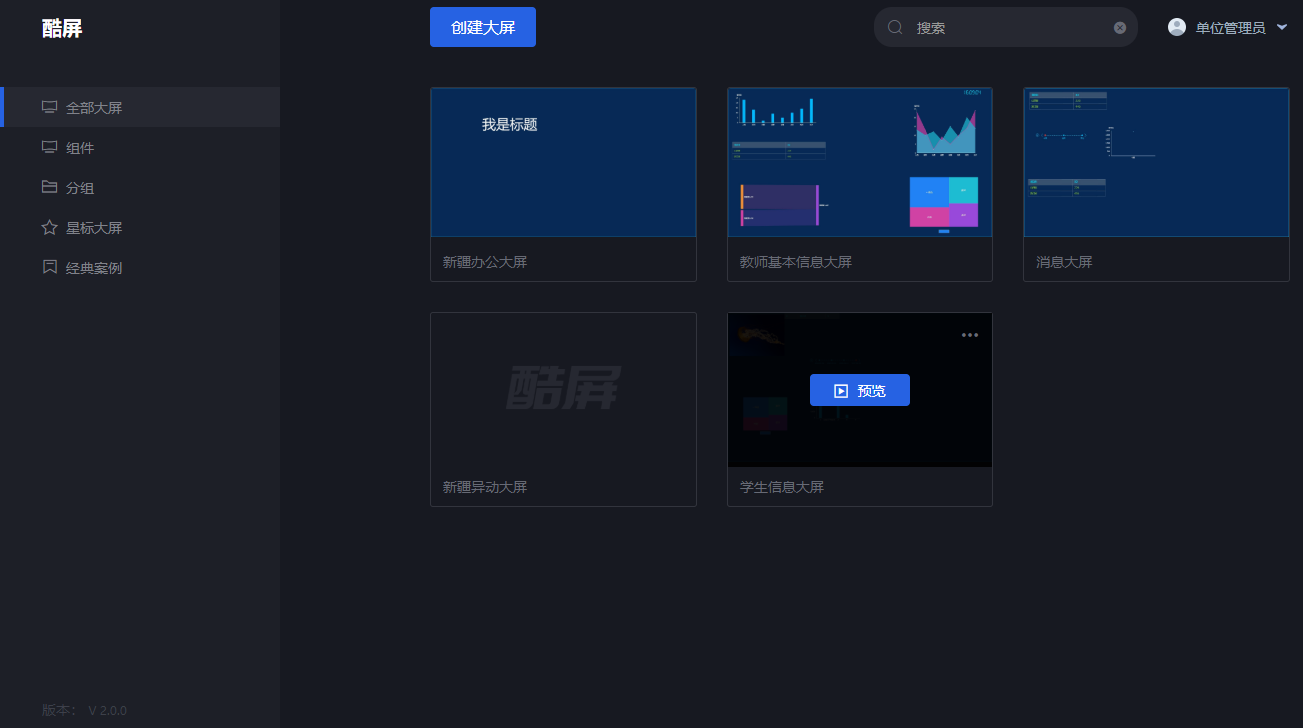 酷屏
创建大屏
搜索
单位管理员
全部大屏
组件
分组
星标大屏
经典案例
我是标题
新疆办公大屏
教师基本信息大屏
消息大屏
酷屏
预览
新疆异动大屏
学生信息大屏
版本： V 2.0.0